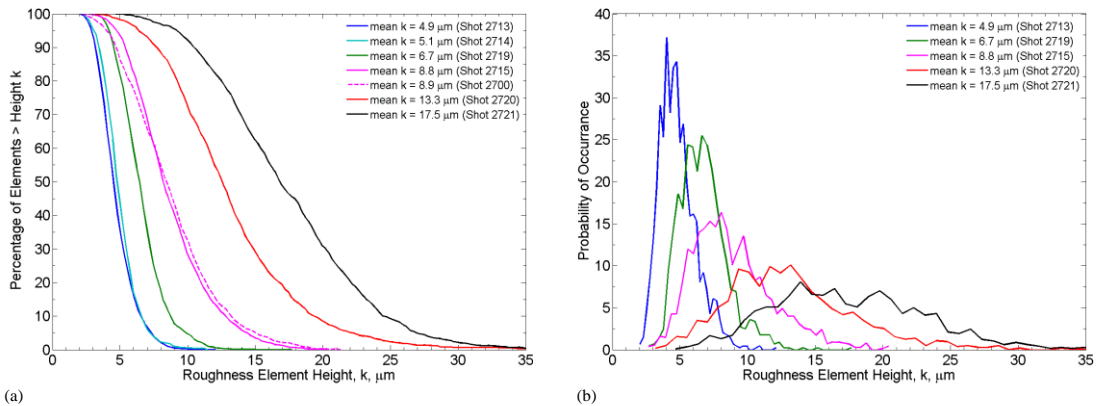 100
90
80
70
60
50
40
30
20
10
0
Percentage of Elements > Height k
mean k = 4.9 μm (Shot 2713)
mean k = 5.1 μm (Shot 2714)
mean k = 6.7 μm (Shot 2719)
mean k = 8.8 μm (Shot 2715)
mean k = 8.9 μm (Shot 2700)
mean k = 13.3 μm (Shot 2720)
mean k = 17.5 μm (Shot 2721)
0 5 10 15 20 25 30 35
Roughness Element Height, k, μm
(a)
40
35
30
25
20
15
10
5
0
Probability of Occurrance
mean k = 4.9 μm (Shot 2713)
mean k = 6.7 μm (Shot 2719)
mean k = 8.8 μm (Shot 2715)
mean k = 13.3 μm (Shot 2720)
mean k = 17.5 μm (Shot 2721)
0 5 10 15 20 25 30 35
Roughness Element Height, k, μm
(b)